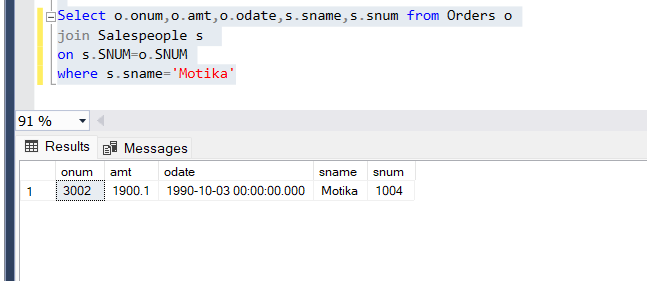 Select o.onum,o.amt,o.odate,s.sname,s.snum from Orders o
join Salespeople s
on s.SNUM=o.SNUM
where s.sname='Motika'
91 %
Results Messages
onum amt odate sname snum
1 3002 1900.1 1990-10-03 00:00:00.000 Motika 1004